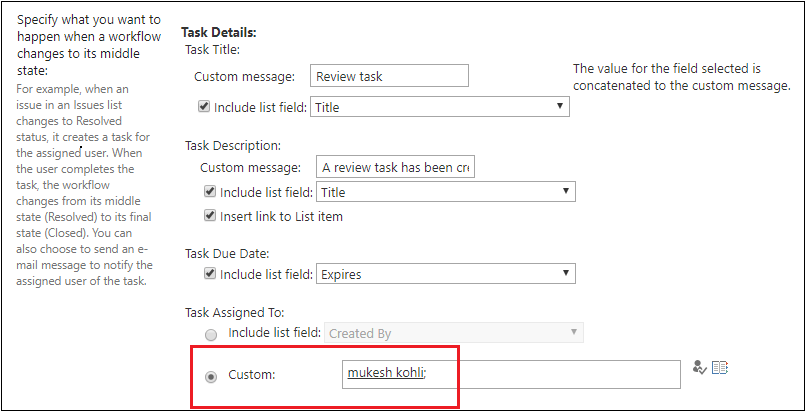 Specify what you want to
happen when a workflow
changes to its middle
state:
For example, when an
issue in an Issues list
changes to Resolved
status, it creates a task for
the assigned user. When
the user completes the
task, the workflow
changes from its middle
state (Resolved) to its final
state (Closed). You can
also choose to send an e-
mail message to notify the
assigned user of the task.
Task Details:
Task Title:
Custom message: Review task
Include list field: Title
The value for the field selected is
concatenated to the custom message.
Task Description:
Custom message: A review task has been cre
Include list field: Title
Insert link to List item
Task Due Date:
Include list field: Expires
Task Assigned To:
Include list field: Created By
Custom: mukesh kohli;